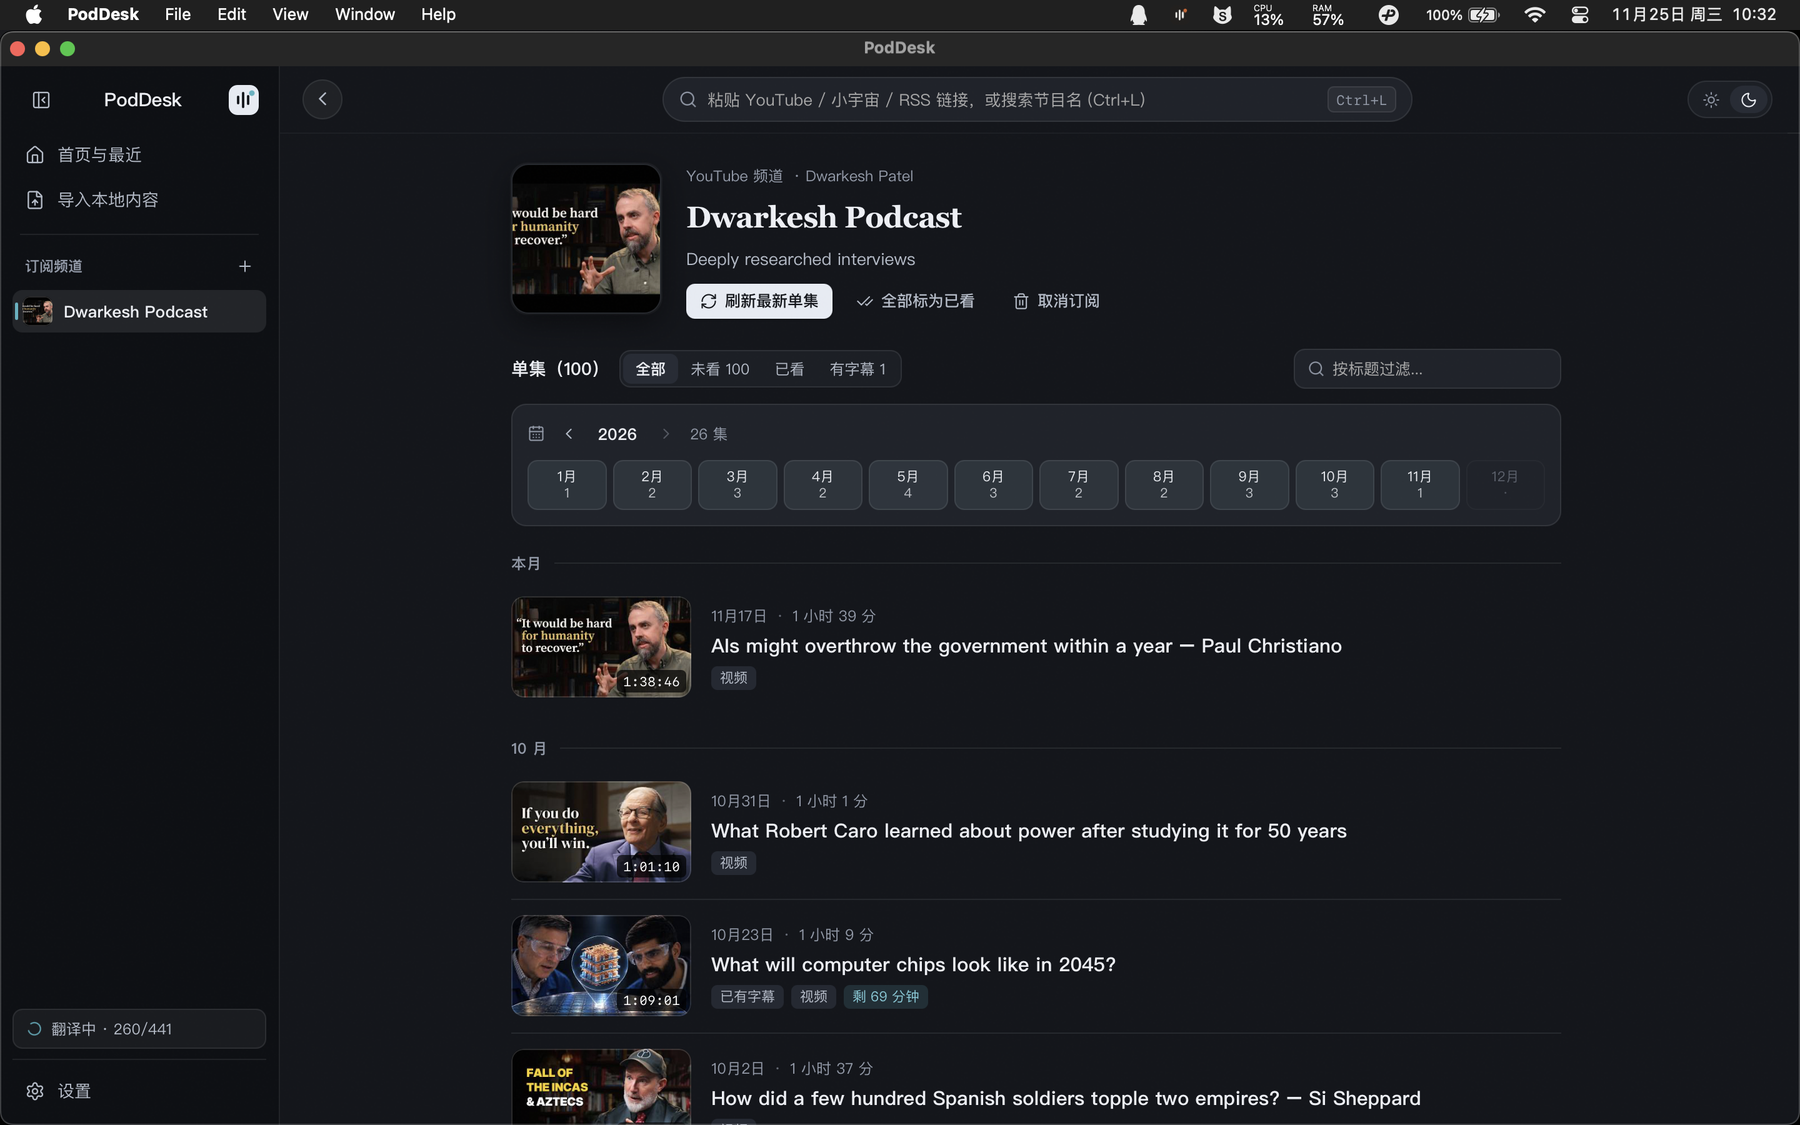 PodDesk File Edit View Window Help
CPU 13% RAM 57% 100% 11月25日 周三 10:32
PodDesk
PodDesk
首页与最近
导入本地内容
订阅频道
Dwarkesh Podcast
翻译中 · 260/441
设置
粘贴 YouTube / 小宇宙 / RSS 链接，或搜索节目名 (Ctrl+L) Ctrl+L
would be hard
r humanity
recover.”
YouTube 频道 · Dwarkesh Patel
Dwarkesh Podcast
Deeply researched interviews
刷新最新单集 全部标为已看 取消订阅
单集（100） 全部 未看 100 已看 有字幕 1
按标题过滤...
2026 26 集
1月 2月 3月 4月 5月 6月 7月 8月 9月 10月 11月 12月
1 2 3 2 4 3 2 2 3 3 1 ·
本月
“It would be hard
for humanity
to recover.”
1:38:46
11月17日 · 1 小时 39 分
AIs might overthrow the government within a year — Paul Christiano
视频
10 月
If you do
everything,
you’ll win.
1:01:10
10月31日 · 1 小时 1 分
What Robert Caro learned about power after studying it for 50 years
视频
1:09:01
10月23日 · 1 小时 9 分
What will computer chips look like in 2045?
已有字幕 视频 剩 69 分钟
FALL OF
THE INCAS
& AZTECS
10月2日 · 1 小时 37 分
How did a few hundred Spanish soldiers topple two empires? — Si Sheppard